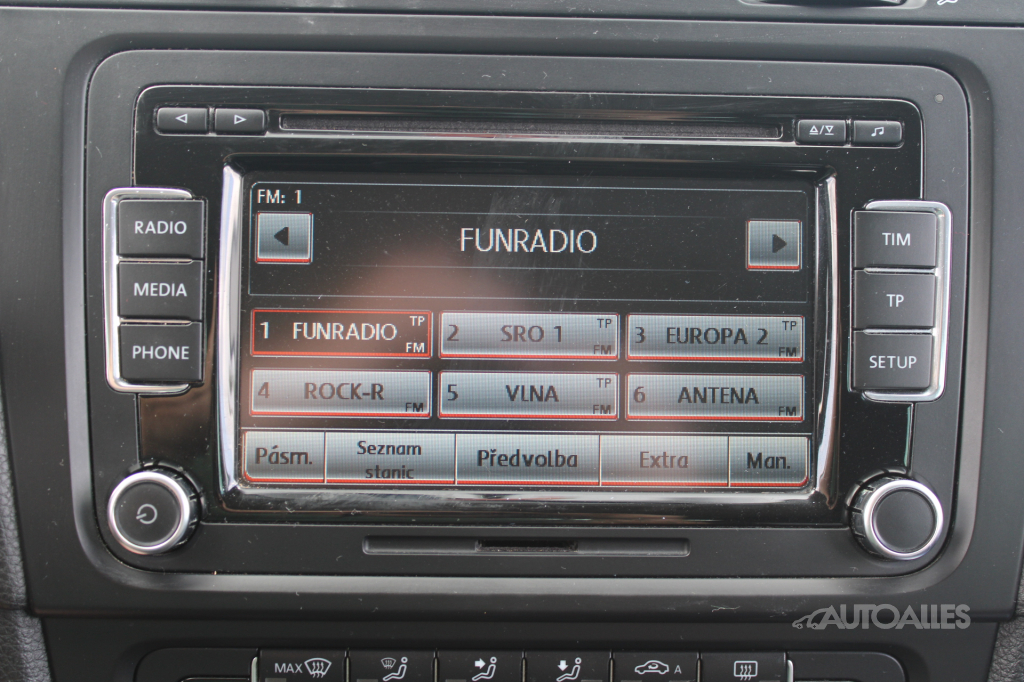 FM: 1
FUNRADIO
RADIO
MEDIA
PHONE
TIM
TP
SETUP
1 FUNRADIO TP FM
2 SRO 1 TP FM
3 EUROPA 2 TP FM
4 ROCK-R FM
5 VLNA TP FM
6 ANTENA FM
Pásm.
Seznam
stanic
Předvolba
Extra
Man.
AUTOALLES
MAX
A